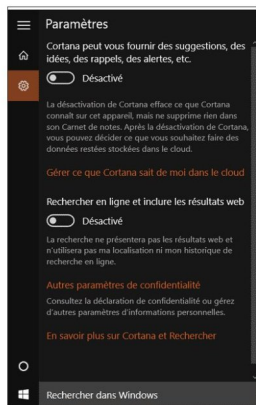 Paramètres
Cortana peut vous fournir des suggestions, des
idées, des rappels, des alertes, etc.
Désactivé
La désactivation de Cortana efface ce que Cortana
connaît sur cet appareil, mais ne supprime rien dans
son Carnet de notes. Après la désactivation de Cortana,
vous pouvez décider ce que vous souhaitez faire des
données restées stockées dans le cloud.
Gérer ce que Cortana sait de moi dans le cloud
Rechercher en ligne et inclure les résultats web
Désactivé
La recherche ne présentera pas les résultats web et
n'utilisera pas ma localisation ni mon historique de
recherche en ligne.
Autres paramètres de confidentialité
Consultez la déclaration de confidentialité ou gérez
d'autres paramètres d'informations personnelles.
En savoir plus sur Cortana et Rechercher
Rechercher dans Windows